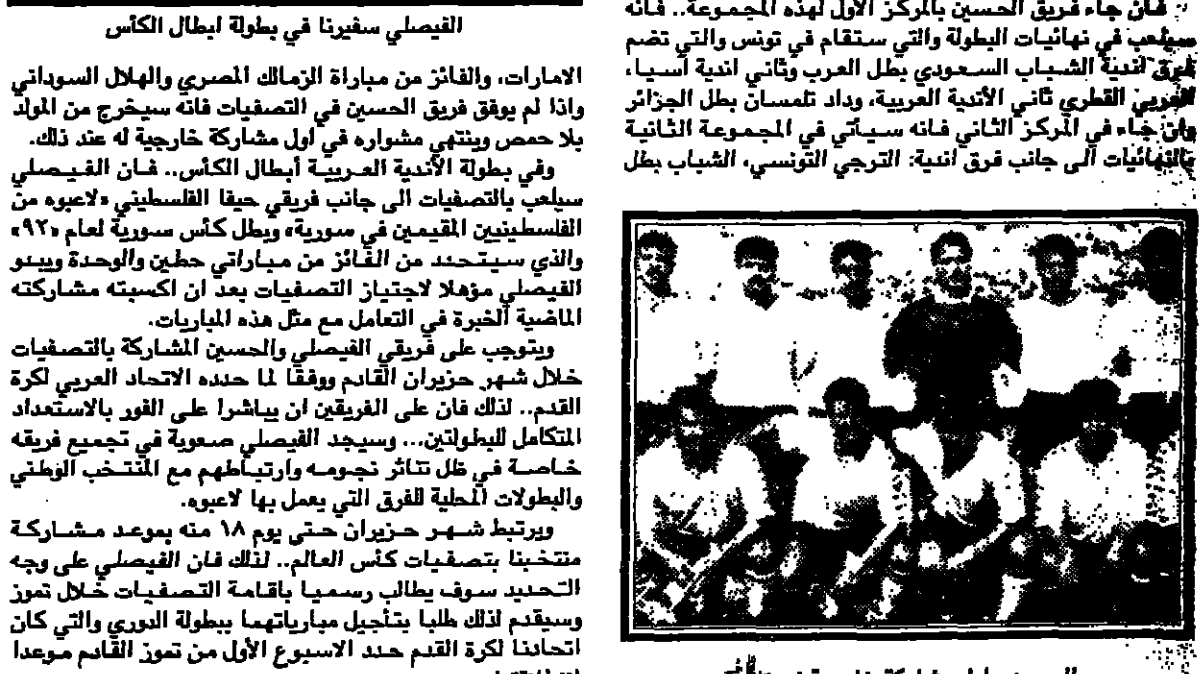 فان جاء فريق الحسين بالمركز الأول لهذه المجموعة.. فانه
سيلعب في نهائيات البطولة والتي ستقام في تونس والتي تضم
فرق اندية الشباب السعودي بطل العرب وثاني اندية آسيا،
العربي القطري ثاني الأندية العربية، وداد تلمسان بطل الجزائر
وان جاء في المركز الثاني فانه سيأتي في المجموعة الثانية
بالنهائيات الى جانب فرق اندية: الترجي التونسي، الشباب بطل
الفيصلي سفيرنا في بطولة ابطال الكأس
الامارات، والفائز من مباراة الزمالك المصري والهلال السوداني
واذا لم يوفق فريق الحسين في التصفيات فانه سيخرج من المولد
بلا حمص وينتهي مشواره في اول مشاركة خارجية له عند ذلك.
وفي بطولة الأندية العربية أبطال الكأس.. فان الفيصلي
سيلعب بالتصفيات الى جانب فريقي حيفا الفلسطيني «لاعبوه من
الفلسطينيين المقيمين في سورية» وبطل كأس سورية لعام «٩٢»
والذي سيتحدد من الفائز من مباراتي حطين والوحدة ويبدو
الفيصلي مؤهلا لاجتياز التصفيات بعد ان اكسبته مشاركته
الماضية الخبرة في التعامل مع مثل هذه المباريات.
ويتوجب على فريقي الفيصلي والحسين المشاركة بالتصفيات
خلال شهر حزيران القادم ووفقا لما حدده الاتحاد العربي لكرة
القدم.. لذلك فان على الفريقين ان يباشرا على الفور بالاستعداد
المتكامل للبطولتين... وسيجد الفيصلي صعوبة في تجميع فريقه
خاصة في ظل تناثر نجومه وارتباطهم مع المنتخب الوطني
والبطولات المحلية للفرق التي يعمل بها لاعبوه.
ويرتبط شهر حزيران حتى يوم ١٨ منه بموعد مشاركة
منتخبنا بتصفيات كأس العالم.. لذلك فان الفيصلي على وجه
التحديد سوف يطالب رسميا باقامة التصفيات خلال تموز
وسيقدم لذلك طلبا بتأجيل مبارياتهما ببطولة الدوري والتي كان
اتحادنا لكرة القدم حدد الاسبوع الأول من تموز القادم موعدا